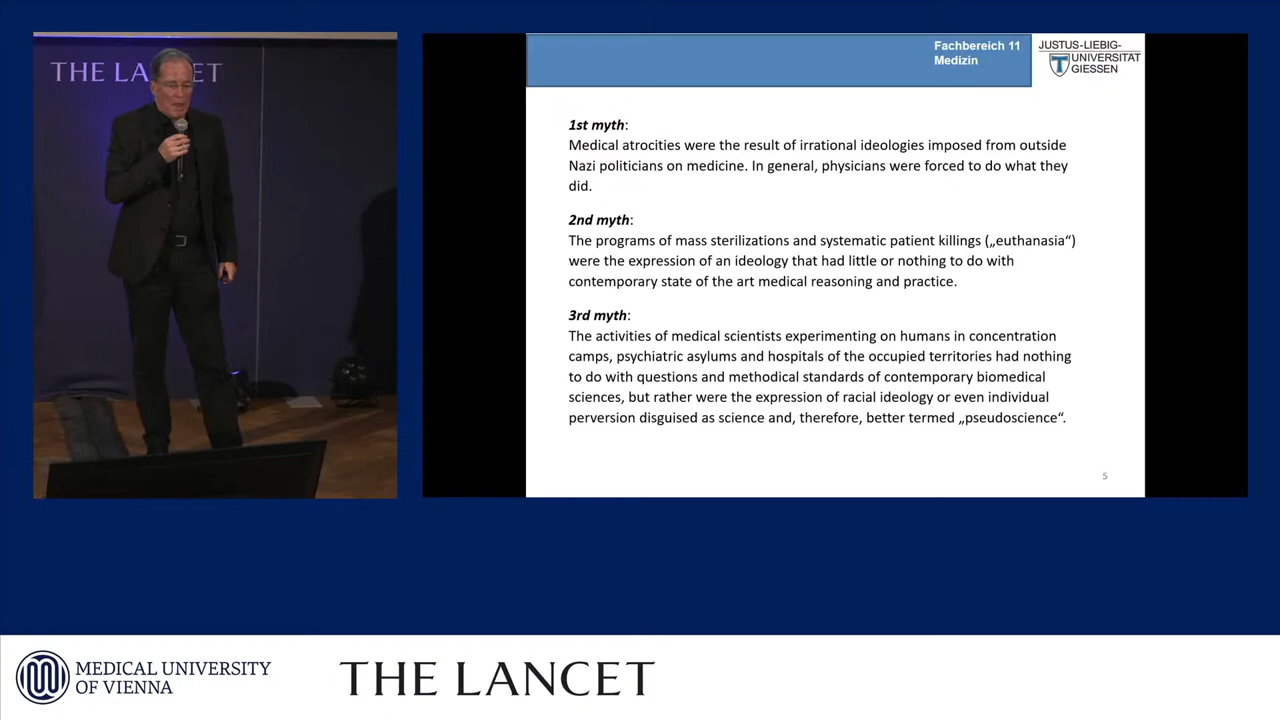 THE LA ET
Fachbereich 11
Medizin
JUSTUS-LIEBIG-
UNIVERSITAT
GIESSEN
1st myth:
Medical atrocities were the result of irrational ideologies imposed from outside
Nazi politicians on medicine. In general, physicians were forced to do what they
did.
2nd myth:
The programs of mass sterilizations and systematic patient killings („euthanasia“)
were the expression of an ideology that had little or nothing to do with
contemporary state of the art medical reasoning and practice.
3rd myth:
The activities of medical scientists experimenting on humans in concentration
camps, psychiatric asylums and hospitals of the occupied territories had nothing
to do with questions and methodical standards of contemporary biomedical
sciences, but rather were the expression of racial ideology or even individual
perversion disguised as science and, therefore, better termed „pseudoscience“.
5
MEDICAL UNIVERSITY
OF VIENNA
THE LANCET